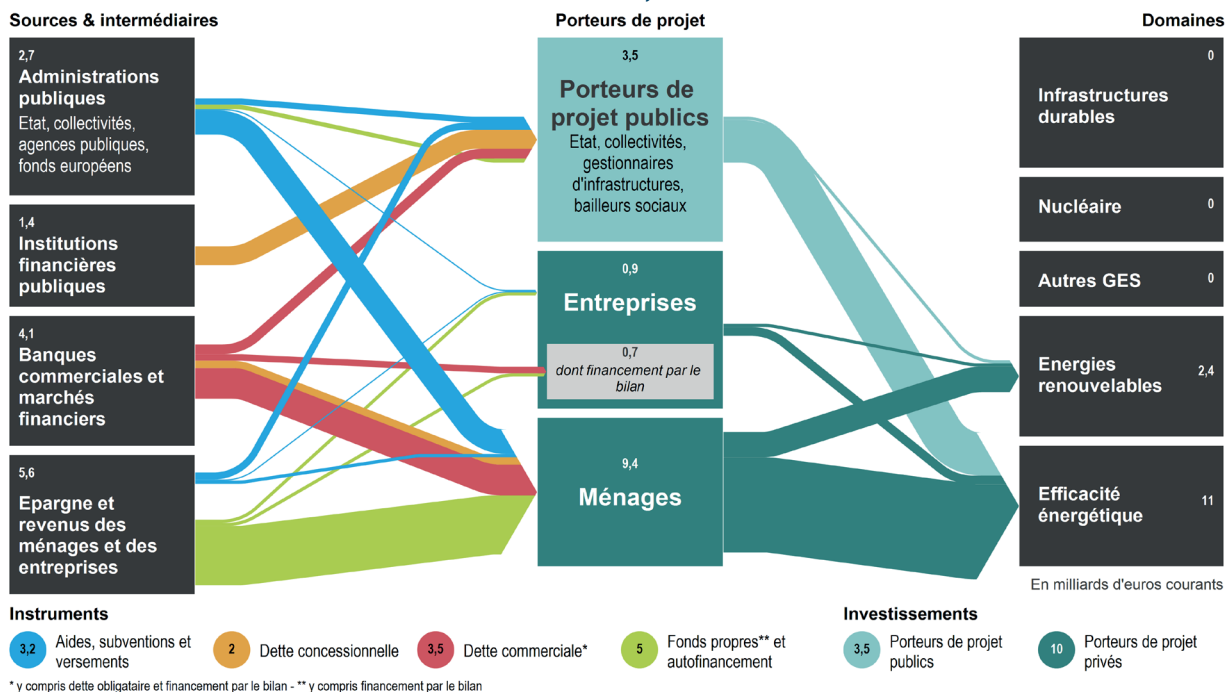 Sources & intermédiaires
Porteurs de projet
Domaines
2,7
Administrations
publiques
Etat, collectivités,
agences publiques,
fonds européens
1,4
Institutions
financières
publiques
4,1
Banques
commerciales et
marchés
financiers
5,6
Epargne et
revenus des
ménages et des
entreprises
3,5
Porteurs de
projet publics
Etat, collectivités,
gestionnaires
d'infrastructures,
bailleurs sociaux
0,9
Entreprises
0,7
dont financement par le
bilan
9,4
Ménages
0
Infrastructures
durables
Nucléaire
0
Autres GES
0
Energies
renouvelables
2,4
Efficacité
énergétique
11
En milliards d'euros courants
Instruments
3,2
Aides, subventions et
versements
2
Dette concessionnelle
3,5
Dette commerciale*
5
Fonds propres** et
autofinancement
Investissements
3,5
Porteurs de projet
publics
10
Porteurs de projet
privés
* y compris dette obligataire et financement par le bilan - ** y compris financement par le bilan